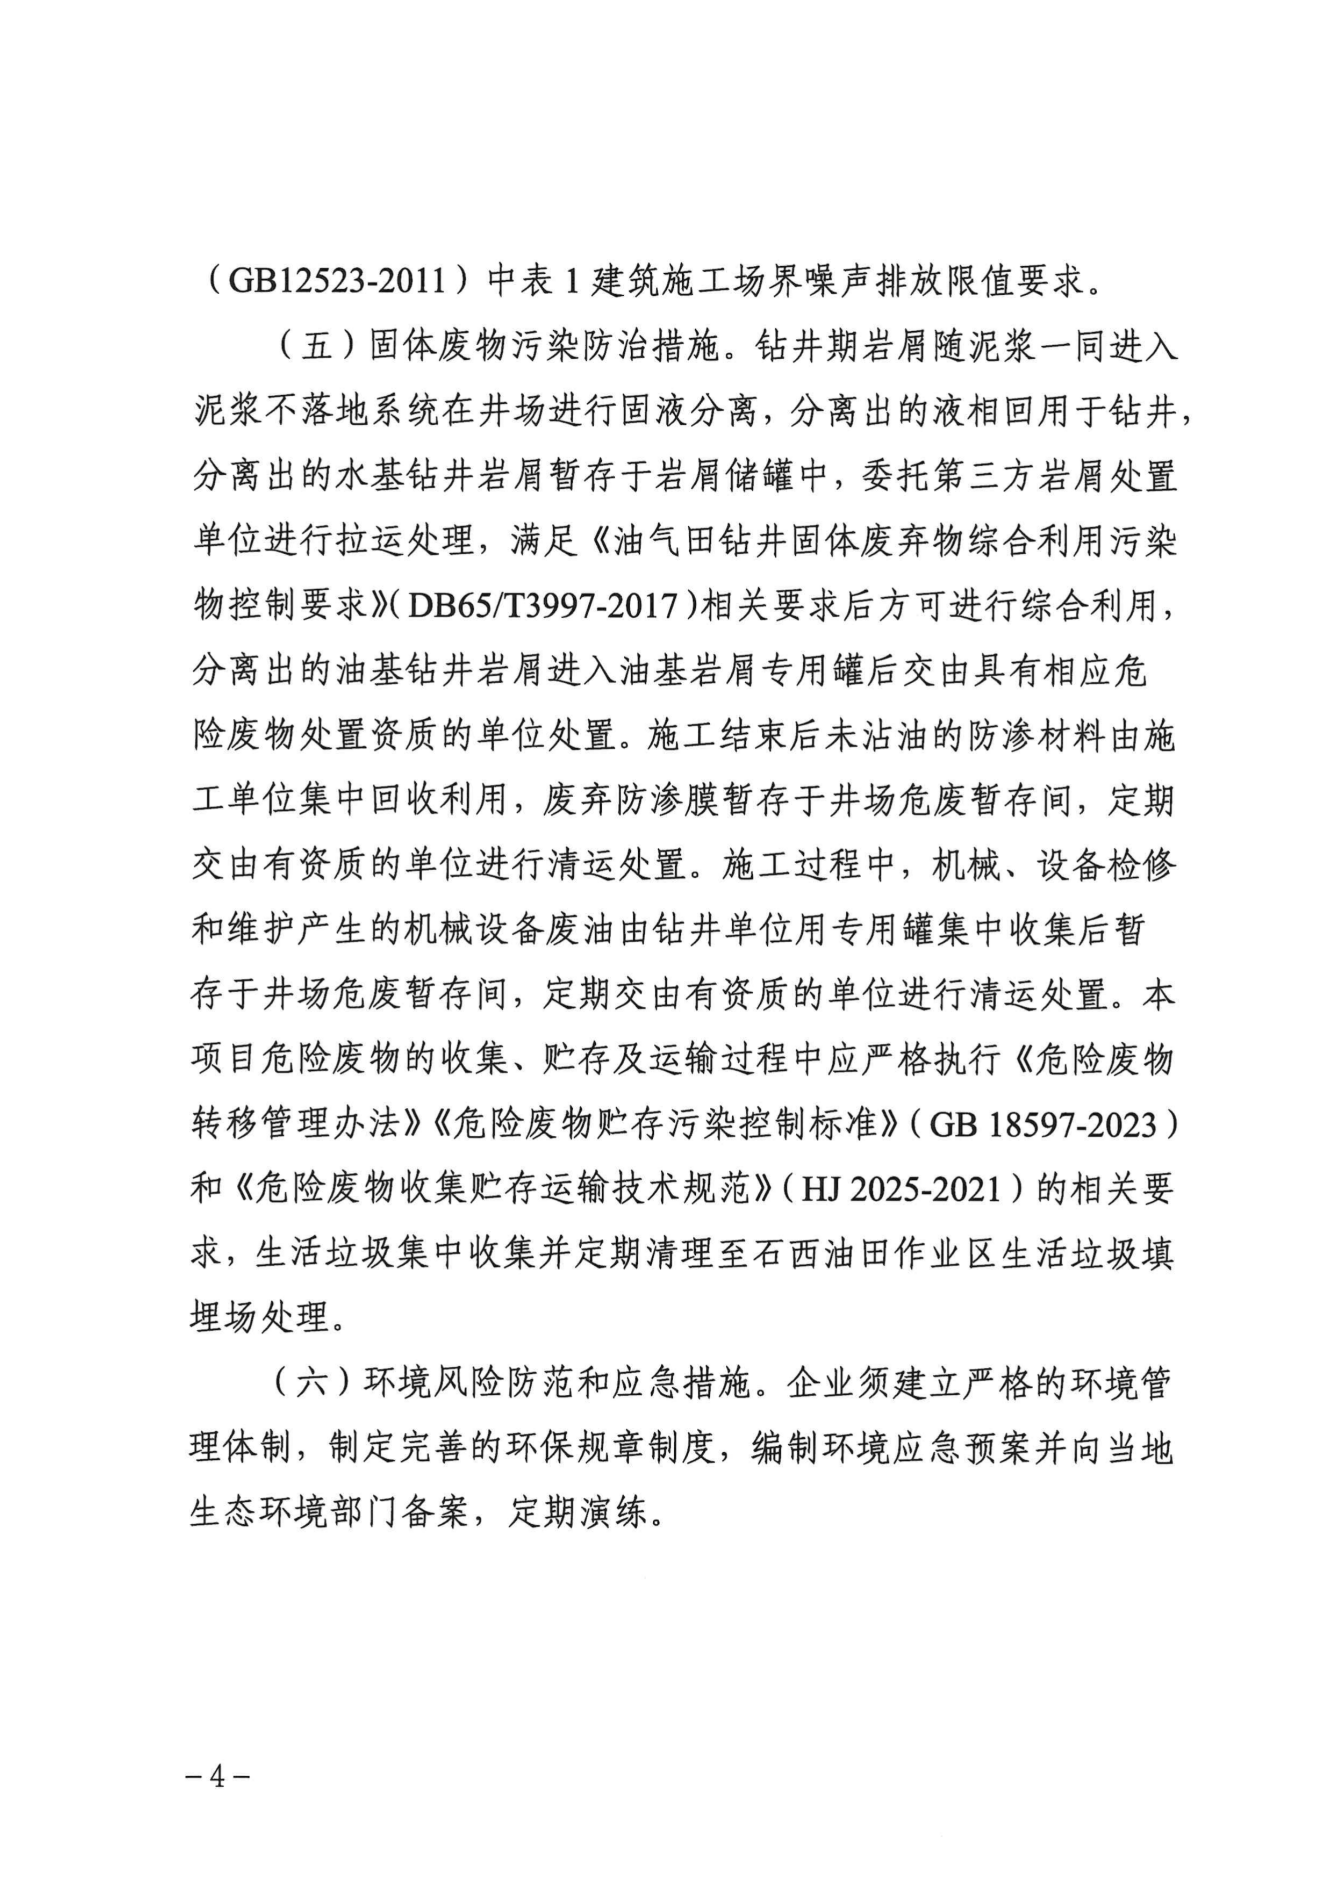 （GB12523-2011）中表 1 建筑施工场界噪声排放限值要求。
（五）固体废物污染防治措施。钻井期岩屑随泥浆一同进入
泥浆不落地系统在井场进行固液分离，分离出的液相回用于钻井，
分离出的水基钻井岩屑暂存于岩屑储罐中，委托第三方岩屑处置
单位进行拉运处理，满足《油气田钻井固体废弃物综合利用污染
物控制要求》（DB65/T3997-2017）相关要求后方可进行综合利用，
分离出的油基钻井岩屑进入油基岩屑专用罐后交由具有相应危
险废物处置资质的单位处置。施工结束后未沾油的防渗材料由施
工单位集中回收利用，废弃防渗膜暂存于井场危废暂存间，定期
交由有资质的单位进行清运处置。施工过程中，机械、设备检修
和维护产生的机械设备废油由钻井单位用专用罐集中收集后暂
存于井场危废暂存间，定期交由有资质的单位进行清运处置。本
项目危险废物的收集、贮存及运输过程中应严格执行《危险废物
转移管理办法》《危险废物贮存污染控制标准》（GB 18597-2023）
和《危险废物收集贮存运输技术规范》（HJ 2025-2021）的相关要
求，生活垃圾集中收集并定期清理至石西油田作业区生活垃圾填
埋场处理。
（六）环境风险防范和应急措施。企业须建立严格的环境管
理体制，制定完善的环保规章制度，编制环境应急预案并向当地
生态环境部门备案，定期演练。
－4－